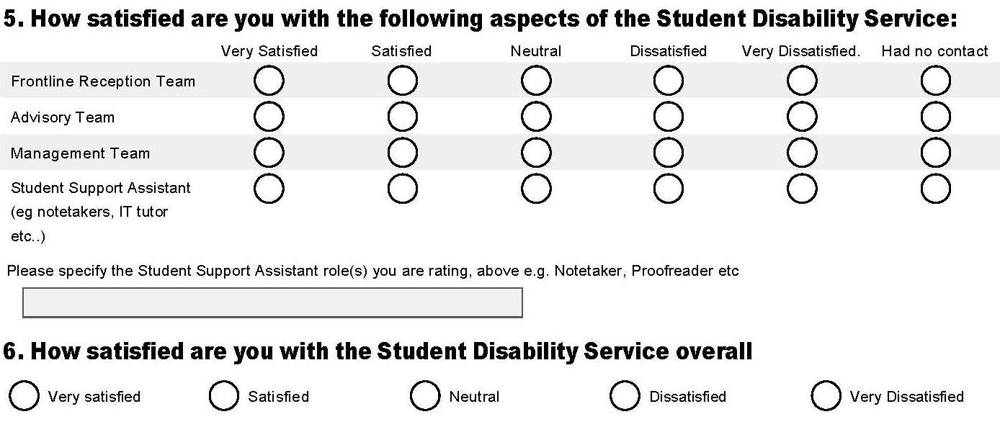 5. How satisfied are you with the following aspects of the Student Disability Service:
Very Satisfied Satisfied Neutral Dissatisfied Very Dissatisfied. Had no contact
Frontline Reception Team
Advisory Team
Management Team
Student Support Assistant
(eg notetakers, IT tutor
etc..)
Please specify the Student Support Assistant role(s) you are rating, above e.g. Notetaker, Proofreader etc
6. How satisfied are you with the Student Disability Service overall
Very satisfied Satisfied Neutral Dissatisfied Very Dissatisfied